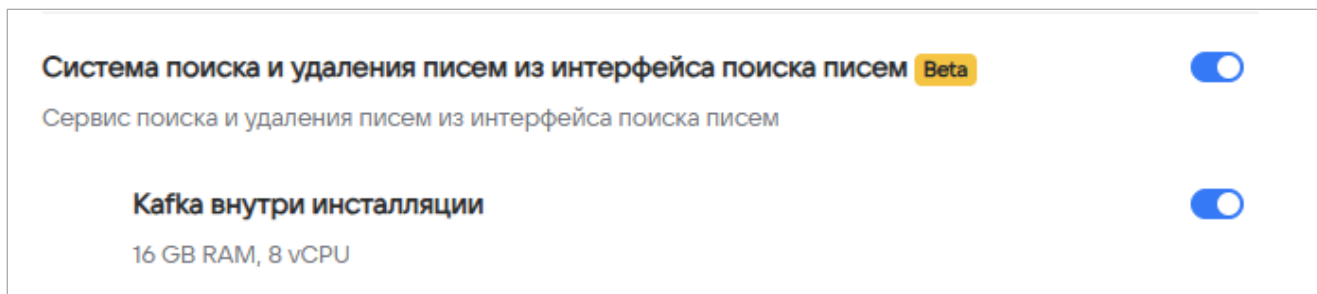 Система поиска и удаления писем из интерфейса поиска писем Beta
Сервис поиска и удаления писем из интерфейса поиска писем
Kafka внутри инсталляции
16 GB RAM, 8 vCPU